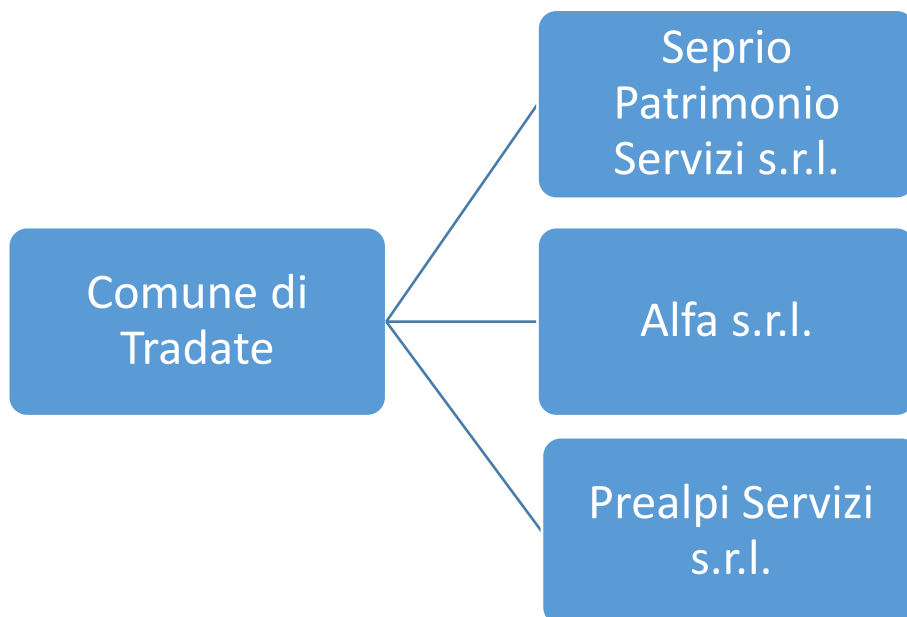 Seprio
Patrimonio
Servizi s.r.l.
Comune di
Tradate
Alfa s.r.l.
Prealpi Servizi
s.r.l.